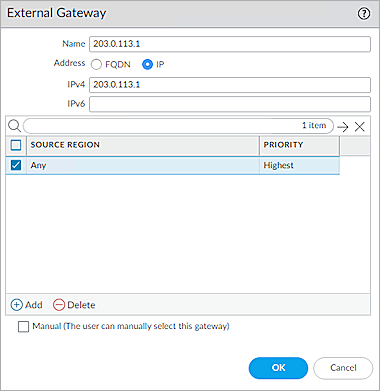 External Gateway
Name 203.0.113.1
Address FQDN IP
IPv4 203.0.113.1
IPv6
1 item
SOURCE REGION PRIORITY
Any Highest
Add Delete
Manual (The user can manually select this gateway)
OK Cancel